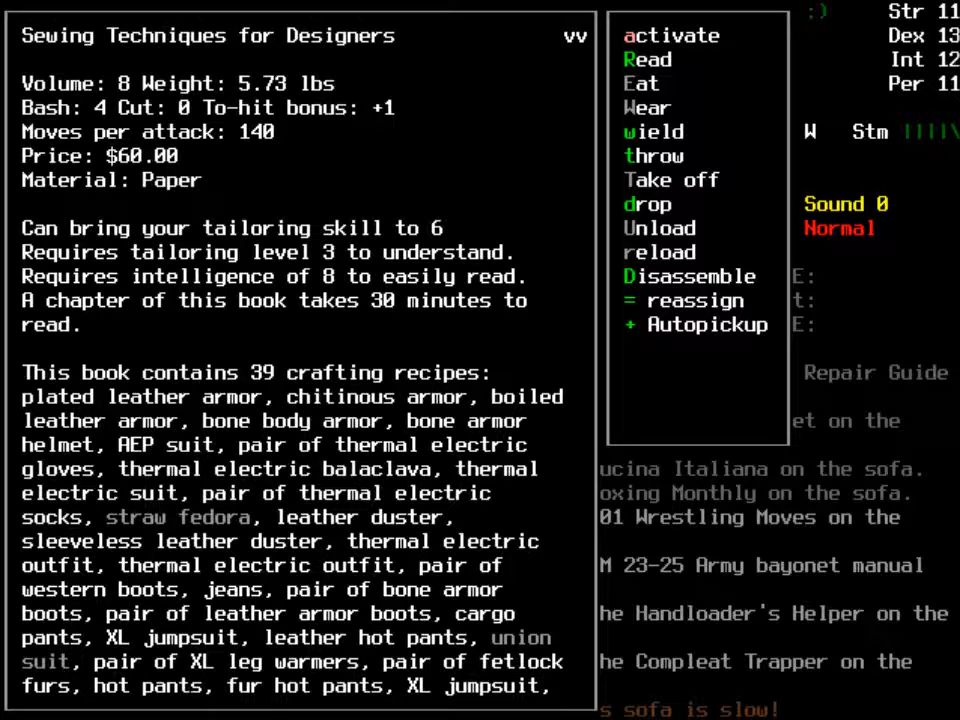 Sewing Techniques for Designers vv
Volume: 8 Weight: 5.73 lbs
Bash: 4 Cut: 0 To-hit bonus: +1
Moves per attack: 140
Price: $60.00
Material: Paper
Can bring your tailoring skill to 6
Requires tailoring level 3 to understand.
Requires intelligence of 8 to easily read.
A chapter of this book takes 30 minutes to
read.
This book contains 39 crafting recipes:
plated leather armor, chitinous armor, boiled
leather armor, bone body armor, bone armor
helmet, AEP suit, pair of thermal electric
gloves, thermal electric balaclava, thermal
electric suit, pair of thermal electric
socks, straw fedora, leather duster,
sleeveless leather duster, thermal electric
outfit, thermal electric outfit, pair of
western boots, jeans, pair of bone armor
boots, pair of leather armor boots, cargo
pants, XL jumpsuit, leather hot pants, union
suit, pair of XL leg warmers, pair of fetlock
furs, hot pants, fur hot pants, XL jumpsuit,
activate
Read
Eat
Wear
wield
throw
Take off
drop
Unload
reload
Disassemble
= reassign
+ Autopickup
:) Str 11
Dex 13
Int 12
Per 11
W Stm ||||\
Sound 0
Normal
E:
t:
E:
Repair Guide
et on the
ucina Italiana on the sofa.
oxing Monthly on the sofa.
01 Wrestling Moves on the
M 23-25 Army bayonet manual
he Handloader's Helper on the
he Compleat Trapper on the
s sofa is slow!